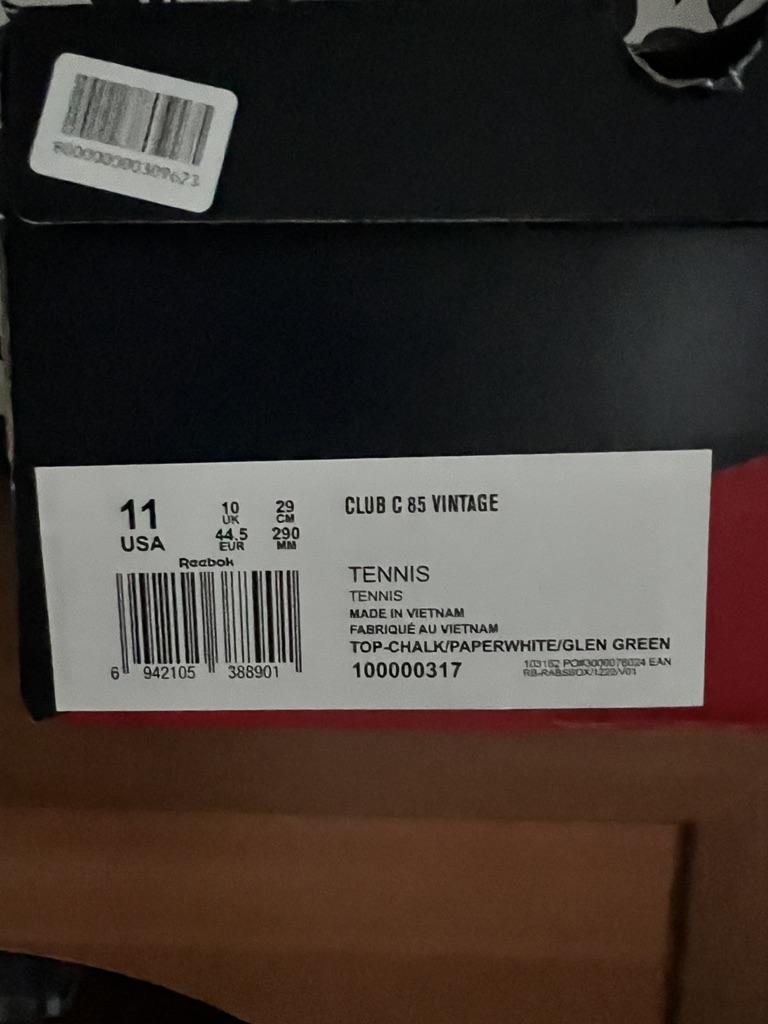 11
USA
10
UK
44.5
EUR
29
CM
290
MM
Reebok
6 942105 388901
CLUB C 85 VINTAGE
TENNIS
TENNIS
MADE IN VIETNAM
FABRIQUÉ AU VIETNAM
TOP-CHALK/PAPERWHITE/GLEN GREEN
100000317
EAN